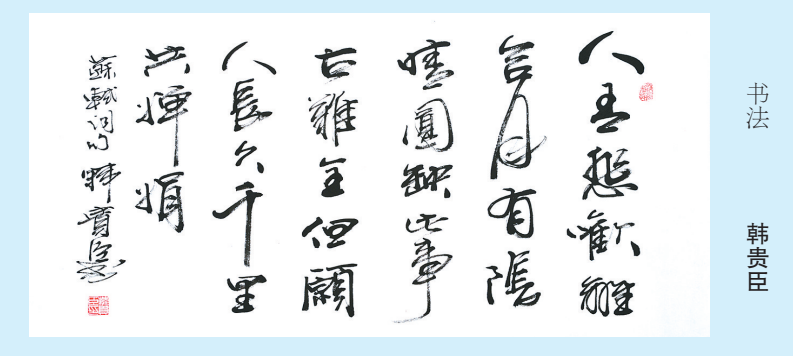 人有悲歡離
合月有陰
晴圓缺此事
古難全但願
人長久千里
共嬋娟
蘇軾詞句 韩貴臣書
书法
韩贵臣